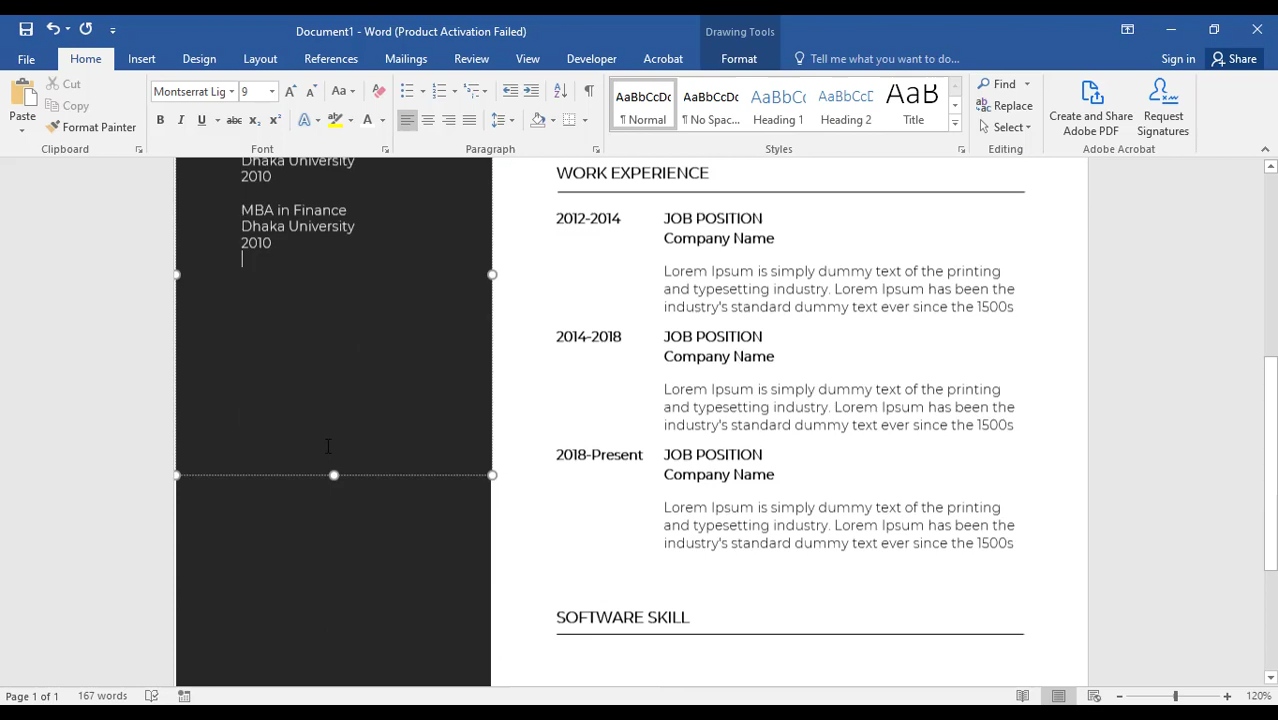 Document1 - Word (Product Activation Failed)
Drawing Tools
File
Home
Insert
Design
Layout
References
Mailings
Review
View
Developer
Acrobat
Format
Tell me what you want to do...
Sign in
Share
Paste
Cut
Copy
Format Painter
Clipboard
Montserrat Lig
9
Font
Paragraph
AaBbCcDc
¶ Normal
AaBbCcDc
¶ No Spac...
AaBbCc
Heading 1
AaBbCcD
Heading 2
AaB
Title
Styles
Find
Replace
Select
Editing
Create and Share
Adobe PDF
Request
Signatures
Adobe Acrobat
Dhaka University
2010
MBA in Finance
Dhaka University
2010
WORK EXPERIENCE
2012-2014 JOB POSITION
Company Name
Lorem Ipsum is simply dummy text of the printing
and typesetting industry. Lorem Ipsum has been the
industry's standard dummy text ever since the 1500s
2014-2018 JOB POSITION
Company Name
Lorem Ipsum is simply dummy text of the printing
and typesetting industry. Lorem Ipsum has been the
industry's standard dummy text ever since the 1500s
2018-Present JOB POSITION
Company Name
Lorem Ipsum is simply dummy text of the printing
and typesetting industry. Lorem Ipsum has been the
industry's standard dummy text ever since the 1500s
SOFTWARE SKILL
Page 1 of 1
167 words
120%